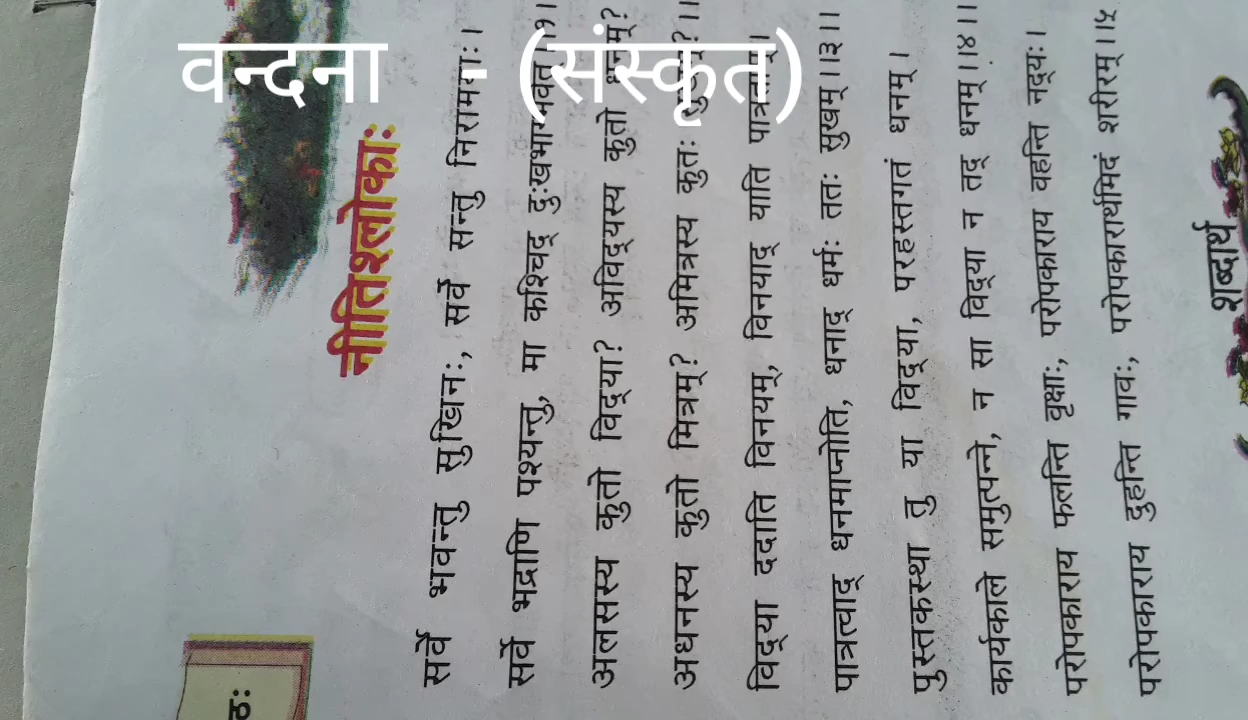 वन्दना - (संस्कृत)
नीतिश्लोकाः
सर्वे भवन्तु सुखिनः, सर्वे सन्तु निरामयाः।
सर्वे भद्राणि पश्यन्तु, मा कश्चिद् दुःखभाग्भवेत्।।१।।
अलसस्य कुतो विद्या? अविद्यस्य कुतो धनम्?
अधनस्य कुतो मित्रम्? अमित्रस्य कुतः सुखम्?।।
विद्या ददाति विनयम्, विनयाद् याति पात्रताम्।
पात्रत्वाद् धनमाप्नोति, धनाद् धर्मः ततः सुखम्।।३।।
पुस्तकस्था तु या विद्या, परहस्तगतं धनम्।
कार्यकाले समुत्पन्ने, न सा विद्या न तद् धनम्।।४।।
परोपकाराय फलन्ति वृक्षाः, परोपकाराय वहन्ति नद्यः।
परोपकाराय दुहन्ति गावः, परोपकारार्थमिदं शरीरम्।।५
शब्दार्थ
ठः